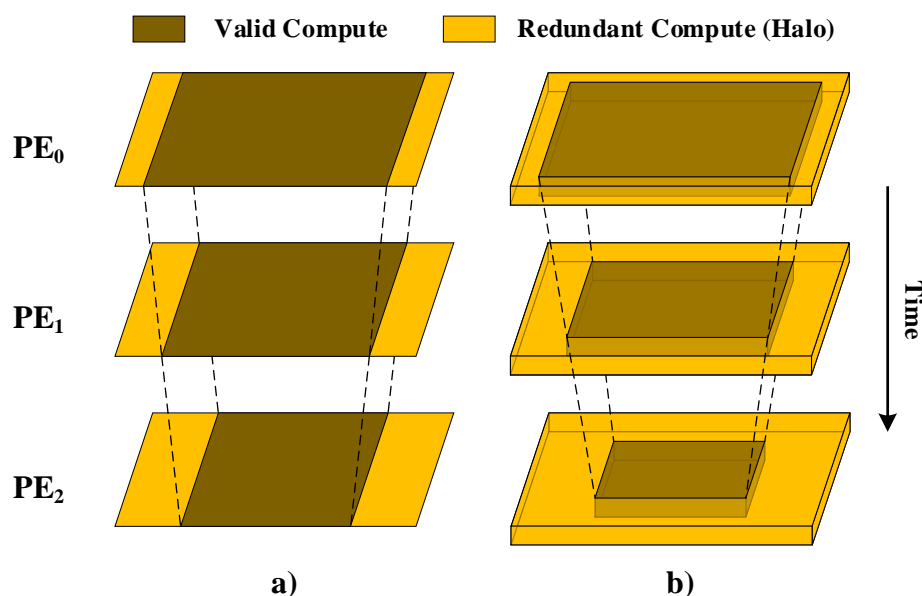 Valid Compute
Redundant Compute (Halo)
PE₀
PE₁
Time
PE₂
a)
b)